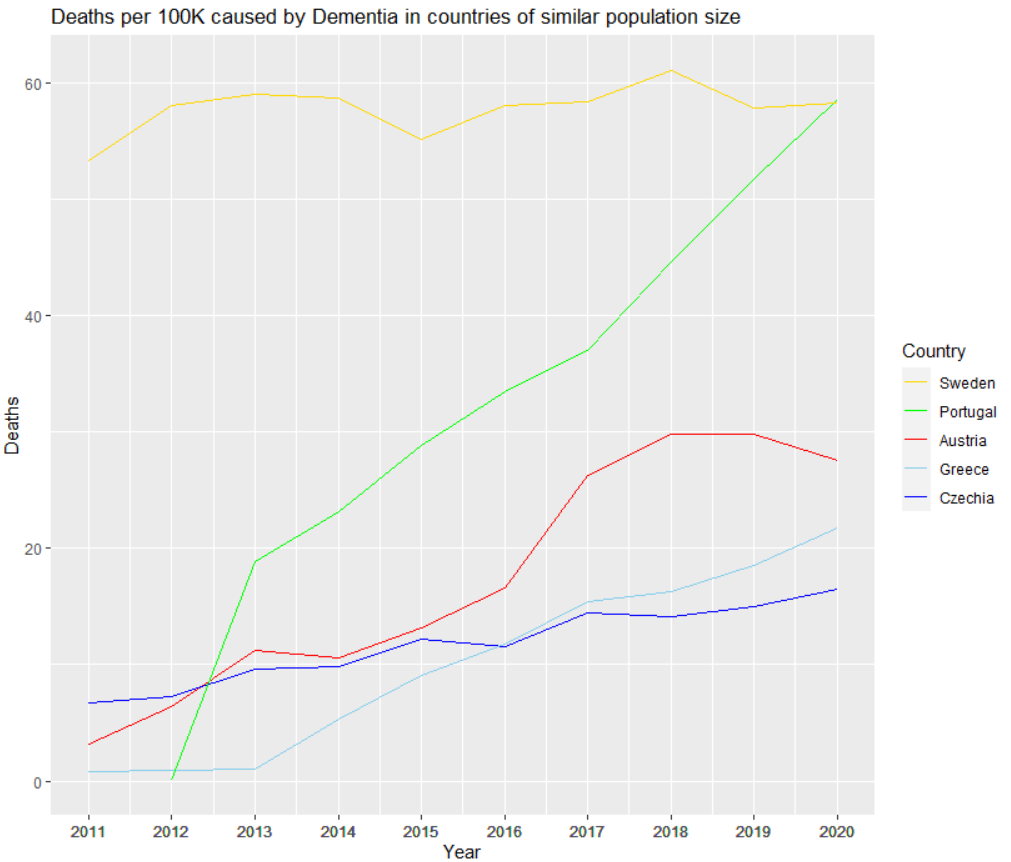 Deaths per 100K caused by Dementia in countries of similar population size
60
40
20
0
Deaths
2011 2012 2013 2014 2015 2016 2017 2018 2019 2020
Year
Country
Sweden
Portugal
Austria
Greece
Czechia